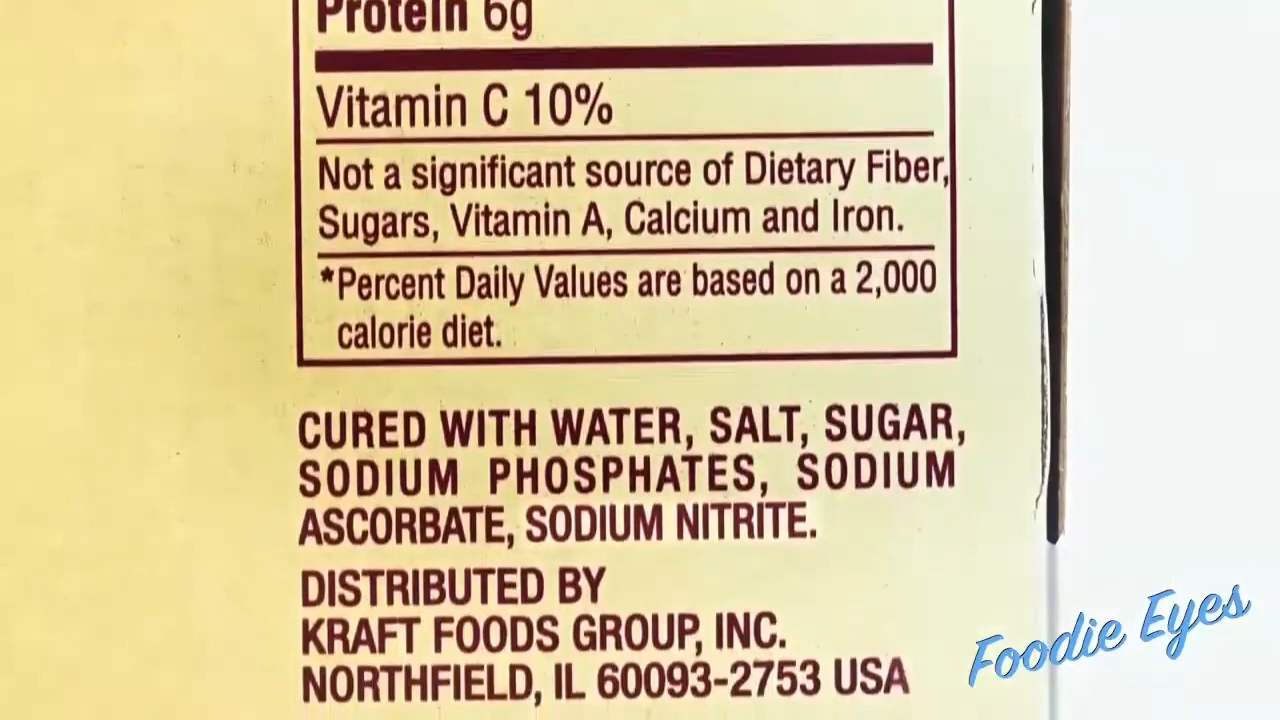 Protein 6g
Vitamin C 10%
Not a significant source of Dietary Fiber,
Sugars, Vitamin A, Calcium and Iron.
*Percent Daily Values are based on a 2,000
calorie diet.
CURED WITH WATER, SALT, SUGAR,
SODIUM PHOSPHATES, SODIUM
ASCORBATE, SODIUM NITRITE.
DISTRIBUTED BY
KRAFT FOODS GROUP, INC.
NORTHFIELD, IL 60093-2753 USA
Foodie Eyes